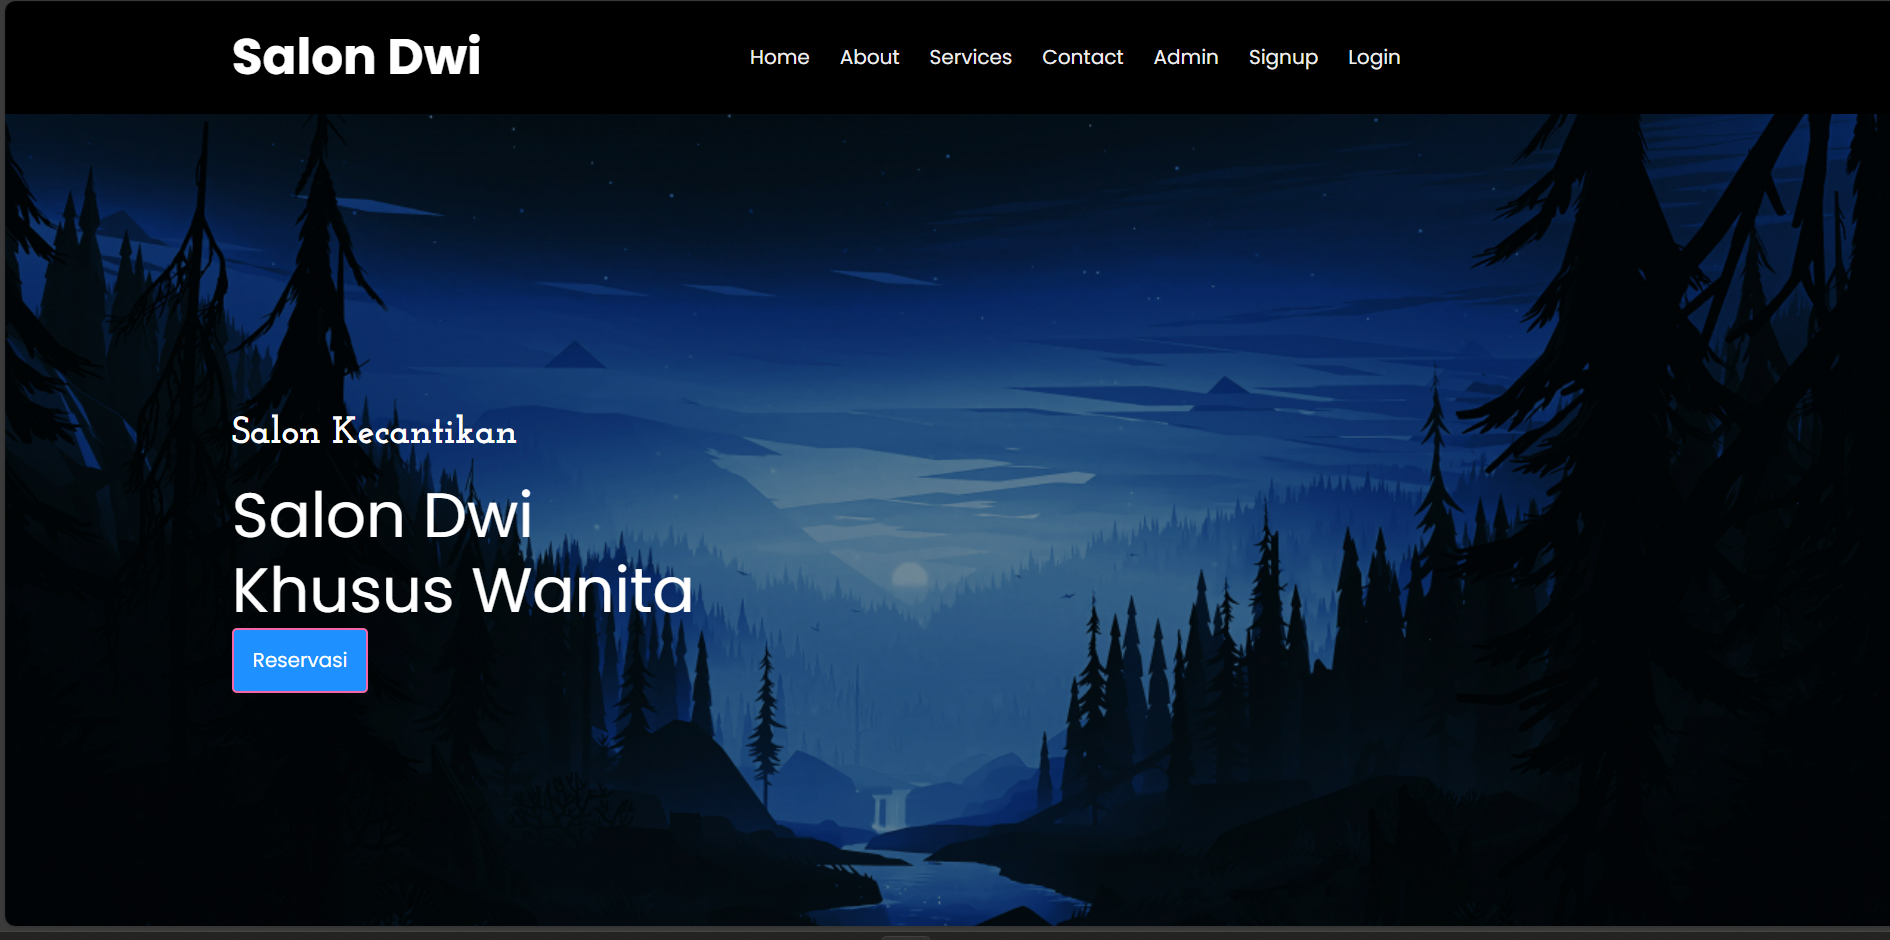 Salon Dwi
Home About Services Contact Admin Signup Login
Salon Kecantikan
Salon Dwi
Khusus Wanita
Reservasi